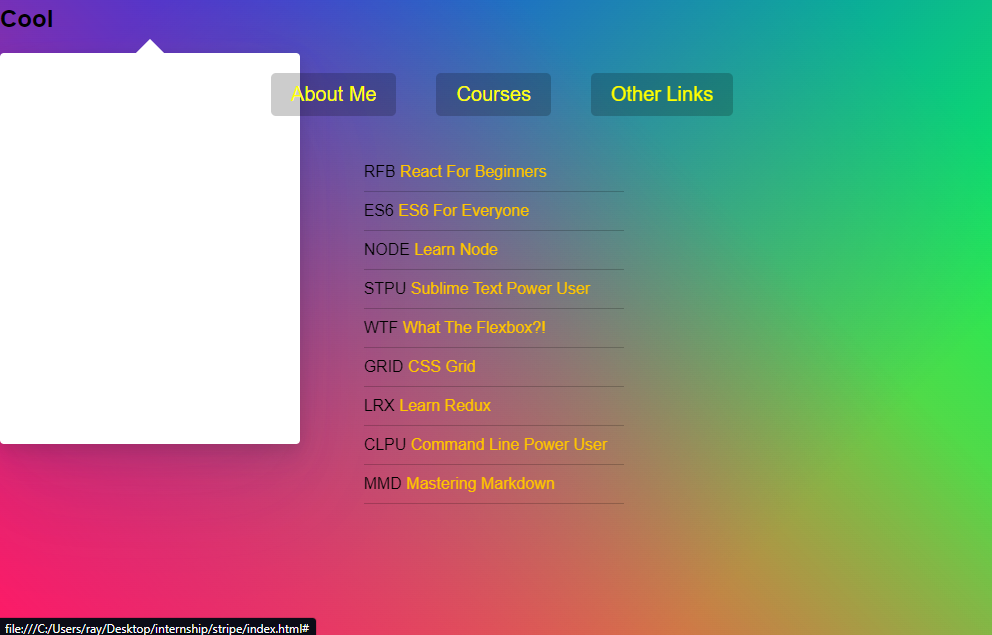 Cool
About Me Courses Other Links
RFB React For Beginners
ES6 ES6 For Everyone
NODE Learn Node
STPU Sublime Text Power User
WTF What The Flexbox?!
GRID CSS Grid
LRX Learn Redux
CLPU Command Line Power User
MMD Mastering Markdown
file:///C:/Users/ray/Desktop/internship/stripe/index.html#